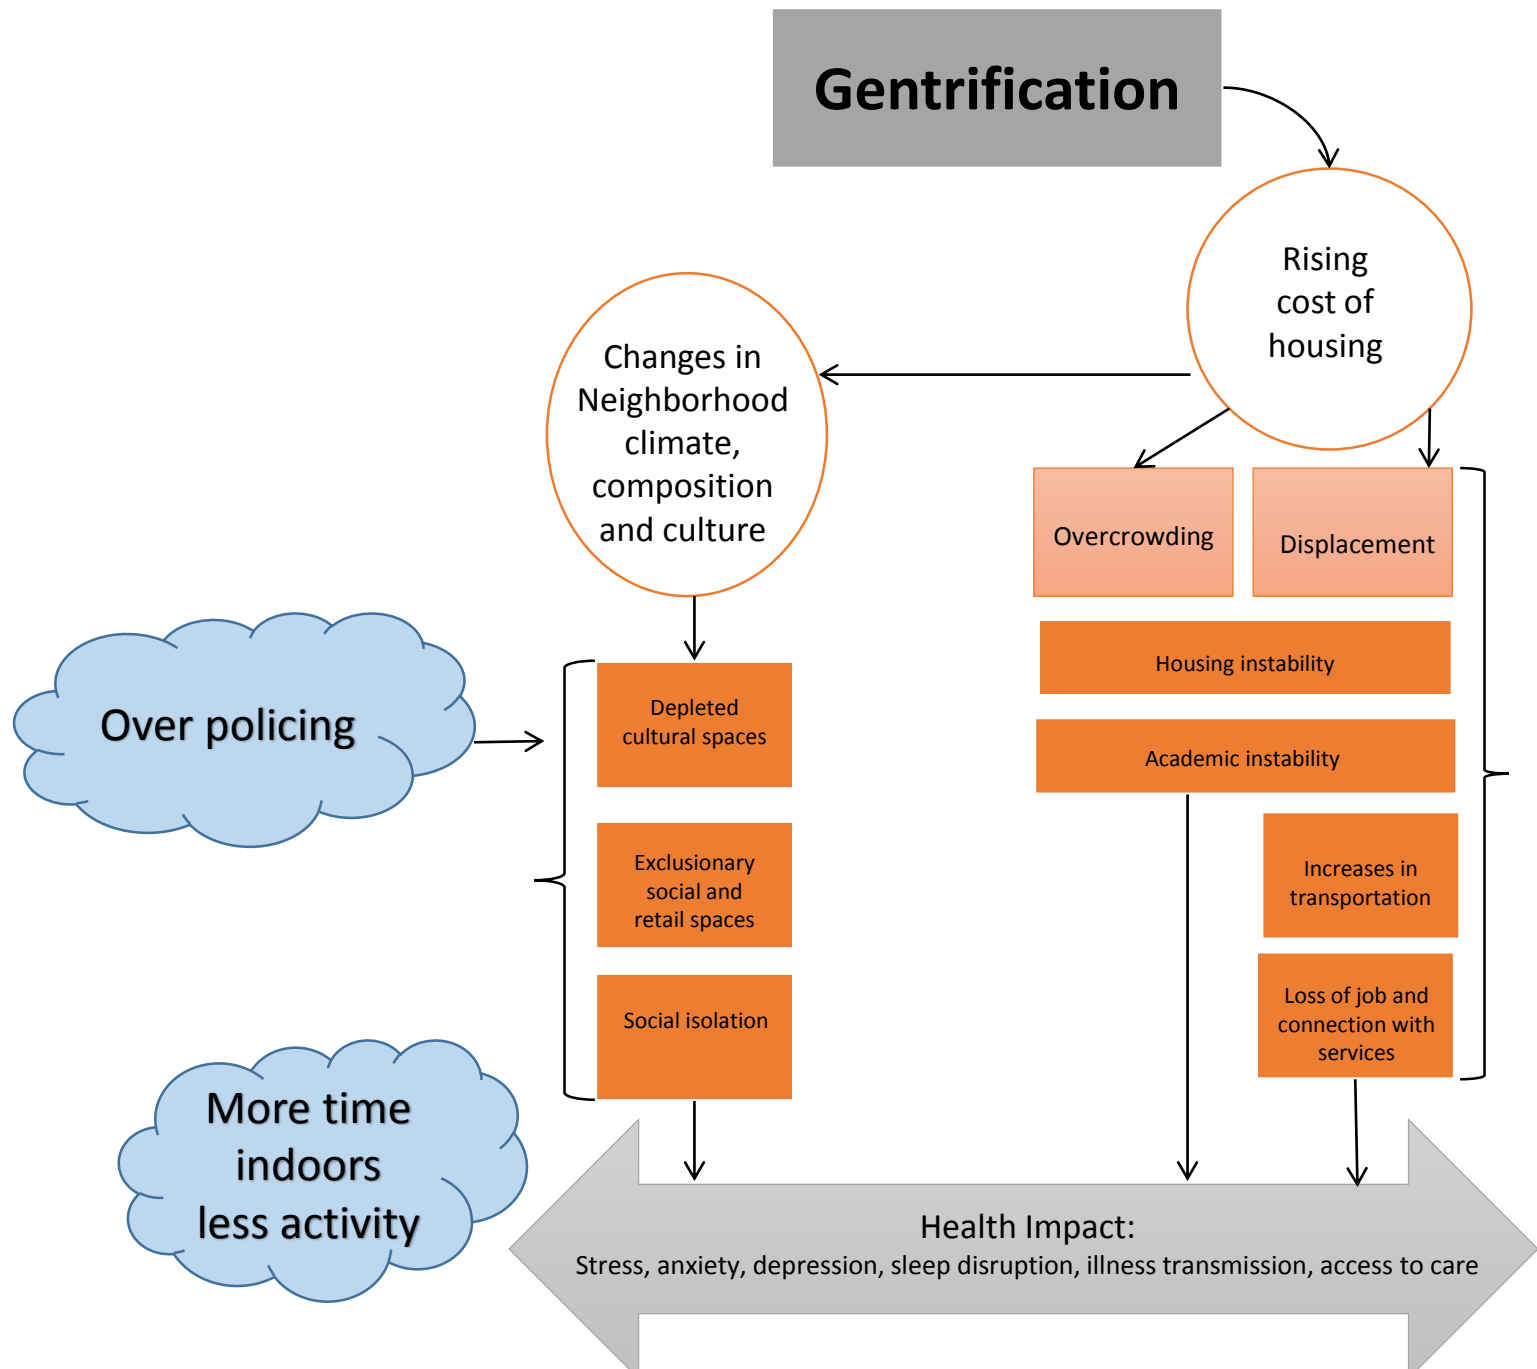 Gentrification
Rising
cost of
housing
Changes in
Neighborhood
climate,
composition
and culture
Overcrowding
Displacement
Housing instability
Over policing
Depleted
cultural spaces
Academic instability
Exclusionary
social and
retail spaces
Increases in
transportation
Social isolation
Loss of job and
connection with
services
More time
indoors
less activity
Health Impact:
Stress, anxiety, depression, sleep disruption, illness transmission, access to care